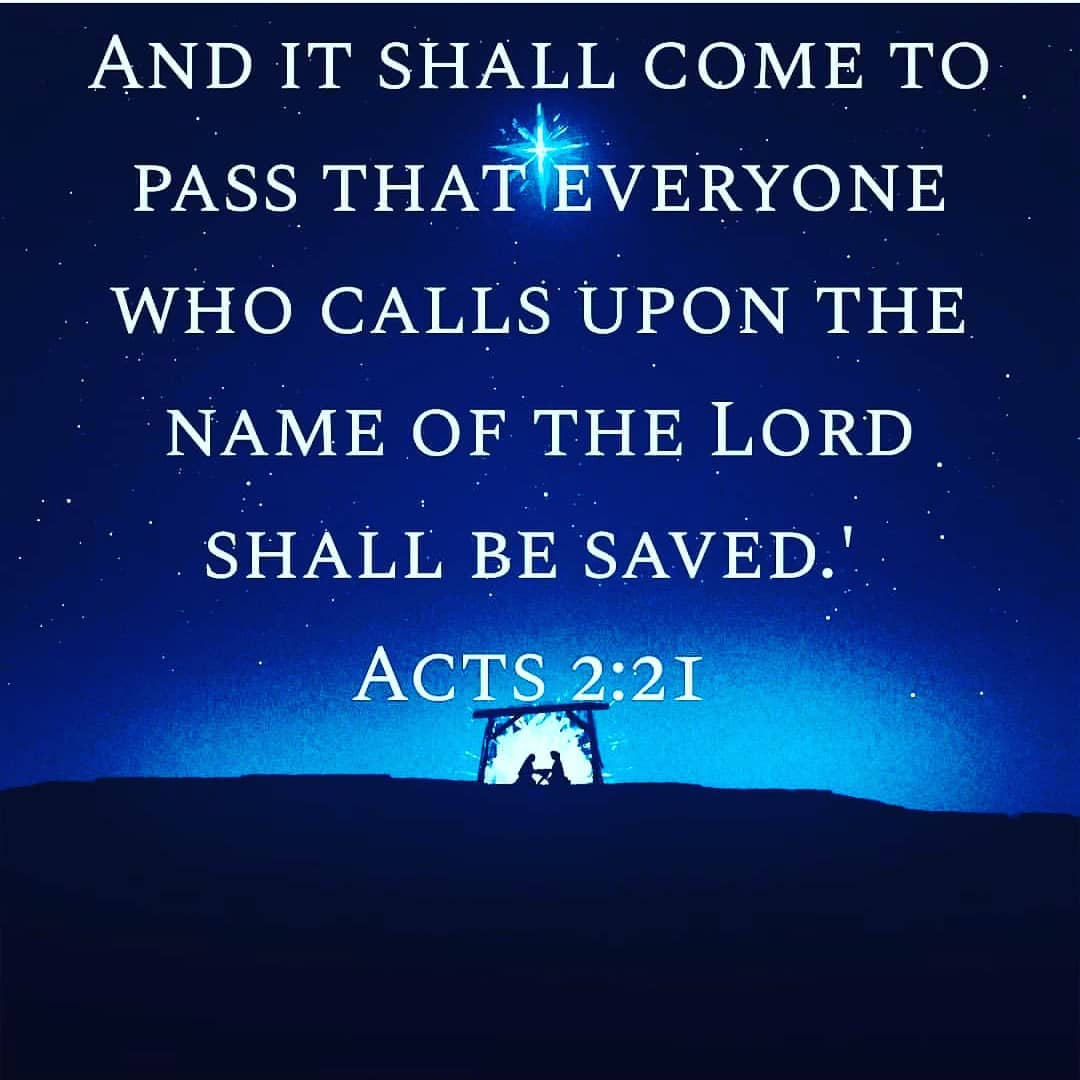 And it shall come to
pass that everyone
who calls upon the
name of the Lord
shall be saved.'
Acts 2:21